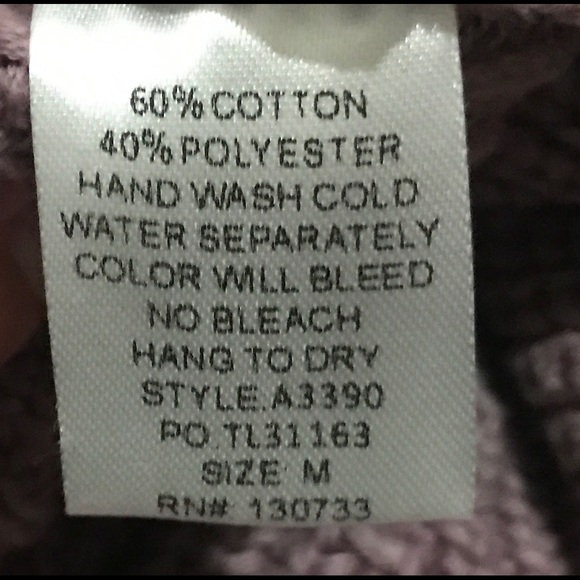 60% COTTON
40% POLYESTER
HAND WASH COLD
WATER SEPARATELY
COLOR WILL BLEED
NO BLEACH
HANG TO DRY
STYLE.A3390
PO.TL31163
SIZE M
RN# 130733